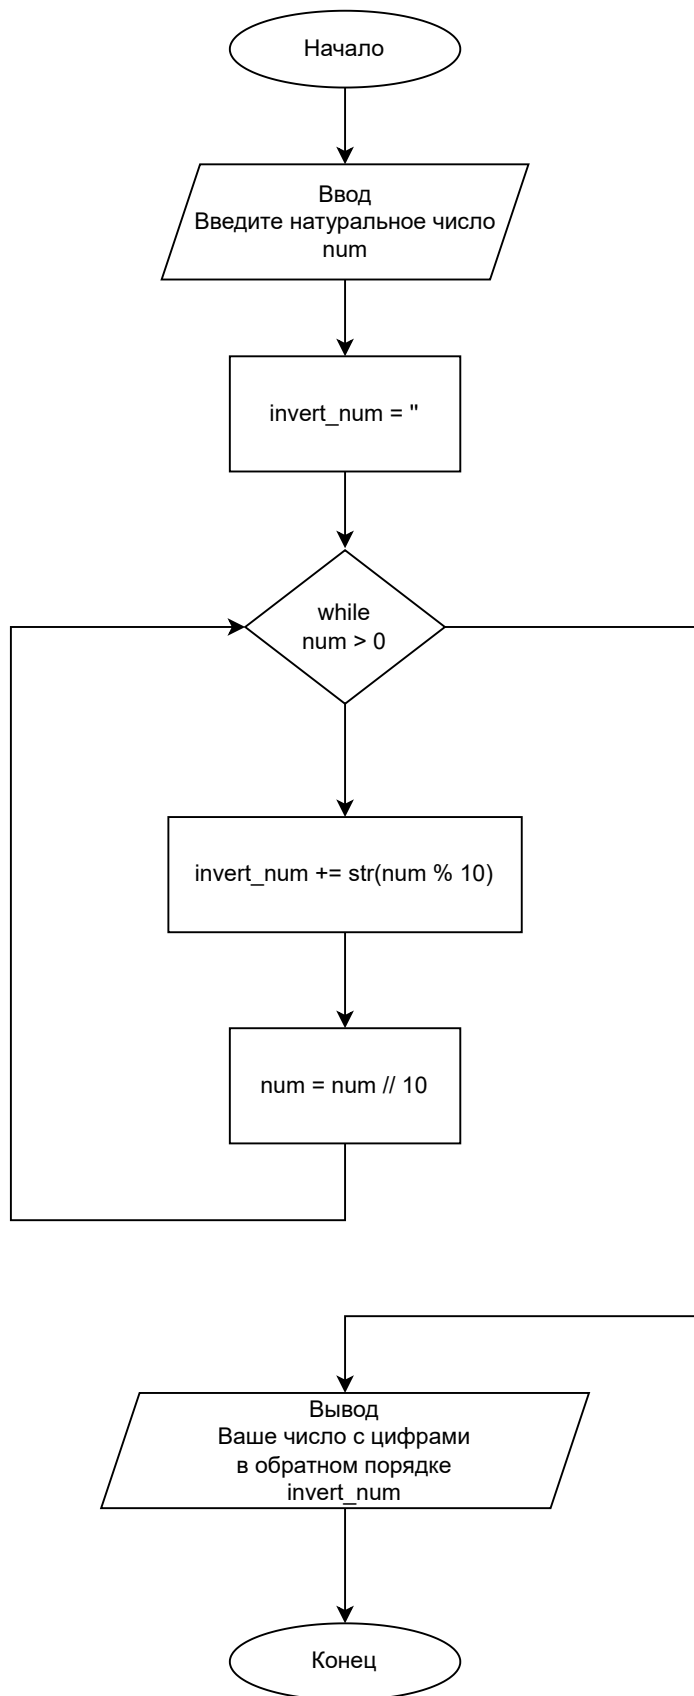 Начало
Ввод
Введите натуральное число
num
invert_num = ''
while
num > 0
invert_num += str(num % 10)
num = num // 10
Вывод
Ваше число с цифрами
в обратном порядке
invert_num
Конец